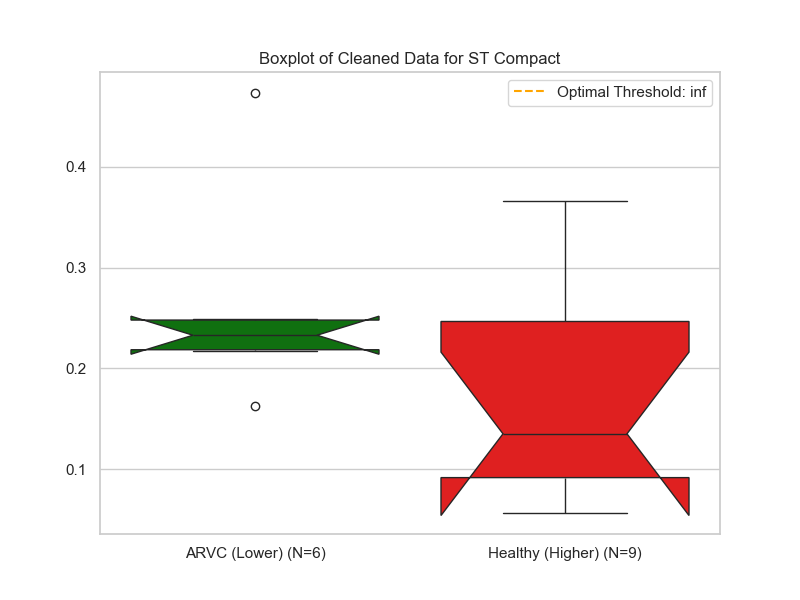 Boxplot of Cleaned Data for ST Compact
Optimal Threshold: inf
0.4
0.3
0.2
0.1
ARVC (Lower) (N=6)
Healthy (Higher) (N=9)